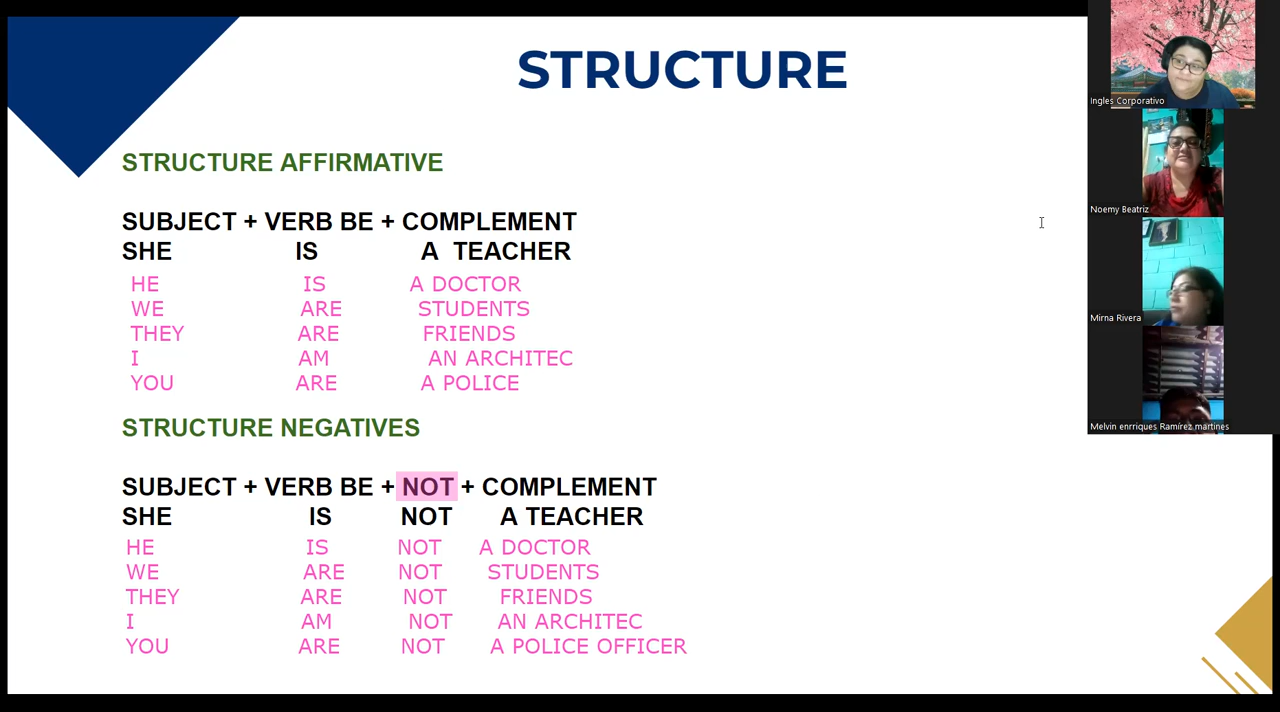 STRUCTURE
STRUCTURE AFFIRMATIVE
SUBJECT + VERB BE + COMPLEMENT
SHE IS A TEACHER
HE IS A DOCTOR
WE ARE STUDENTS
THEY ARE FRIENDS
I AM AN ARCHITEC
YOU ARE A POLICE
STRUCTURE NEGATIVES
SUBJECT + VERB BE + NOT + COMPLEMENT
SHE IS NOT A TEACHER
HE IS NOT A DOCTOR
WE ARE NOT STUDENTS
THEY ARE NOT FRIENDS
I AM NOT AN ARCHITEC
YOU ARE NOT A POLICE OFFICER
Ingles Corporativo
Noemy Beatriz
Mirna Rivera
Melvin enrriques Ramírez martines